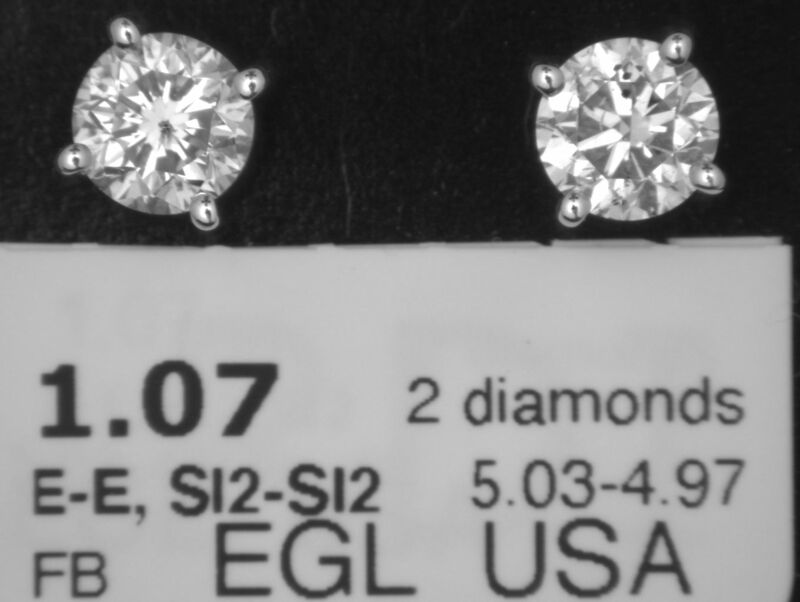 1.07 2 diamonds
E-E, SI2-SI2 5.03-4.97
FB EGL USA